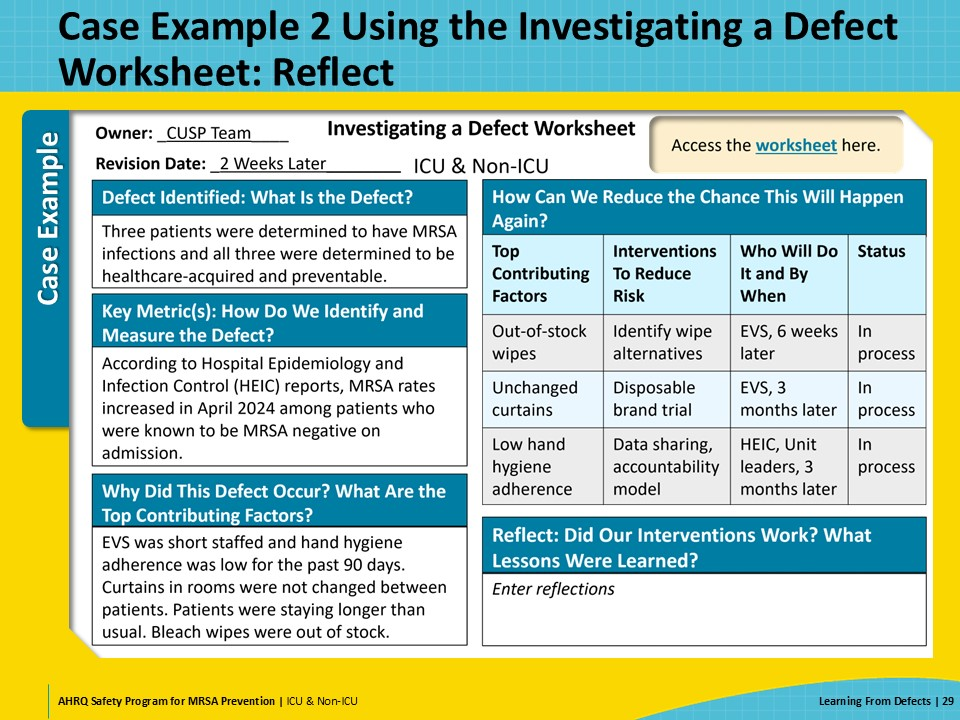 Case Example 2 Using the Investigating a Defect
Worksheet: Reflect
Case Example
Owner: _CUSP Team____
Investigating a Defect Worksheet
Access the worksheet here.
Revision Date: _2 Weeks Later________
ICU & Non-ICU
Defect Identified: What Is the Defect?
Three patients were determined to have MRSA
infections and all three were determined to be
healthcare-acquired and preventable.
Key Metric(s): How Do We Identify and
Measure the Defect?
According to Hospital Epidemiology and
Infection Control (HEIC) reports, MRSA rates
increased in April 2024 among patients who
were known to be MRSA negative on
admission.
Why Did This Defect Occur? What Are the
Top Contributing Factors?
EVS was short staffed and hand hygiene
adherence was low for the past 90 days.
Curtains in rooms were not changed between
patients. Patients were staying longer than
usual. Bleach wipes were out of stock.
How Can We Reduce the Chance This Will Happen
Again?
Top
Contributing
Factors
Interventions
To Reduce
Risk
Who Will Do
It and By
When
Status
Out-of-stock
wipes
Identify wipe
alternatives
EVS, 6 weeks
later
In
process
Unchanged
curtains
Disposable
brand trial
EVS, 3
months later
In
process
Low hand
hygiene
adherence
Data sharing,
accountability
model
HEIC, Unit
leaders, 3
months later
In
process
Reflect: Did Our Interventions Work? What
Lessons Were Learned?
Enter reflections
AHRQ Safety Program for MRSA Prevention | ICU & Non-ICU
Learning From Defects | 29